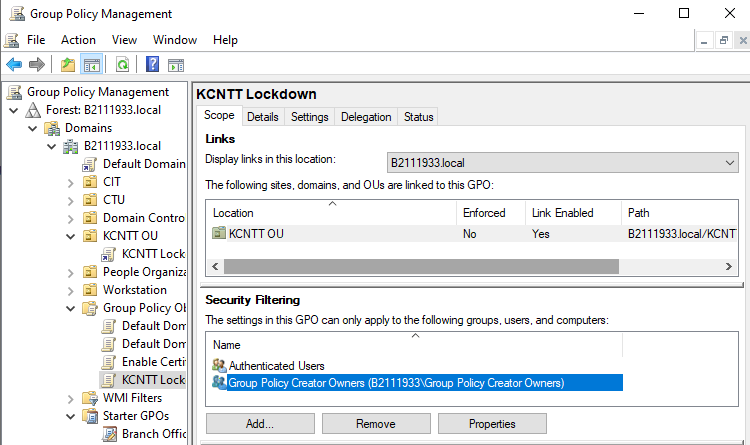 Group Policy Management
File Action View Window Help
Group Policy Management
Forest: B2111933.local
Domains
B2111933.local
Default Domain
CIT
CTU
Domain Contro
KCNTT OU
KCNTT Lock
People Organiza
Workstation
Group Policy Ob
Default Dom
Default Dom
Enable Certi
KCNTT Lock
WMI Filters
Starter GPOs
Branch Offic
KCNTT Lockdown
Scope Details Settings Delegation Status
Links
Display links in this location: B2111933.local
The following sites, domains, and OUs are linked to this GPO:
Location Enforced Link Enabled Path
KCNTT OU No Yes B2111933.local/KCNT
Security Filtering
The settings in this GPO can only apply to the following groups, users, and computers:
Name
Authenticated Users
Group Policy Creator Owners (B2111933\Group Policy Creator Owners)
Add... Remove Properties